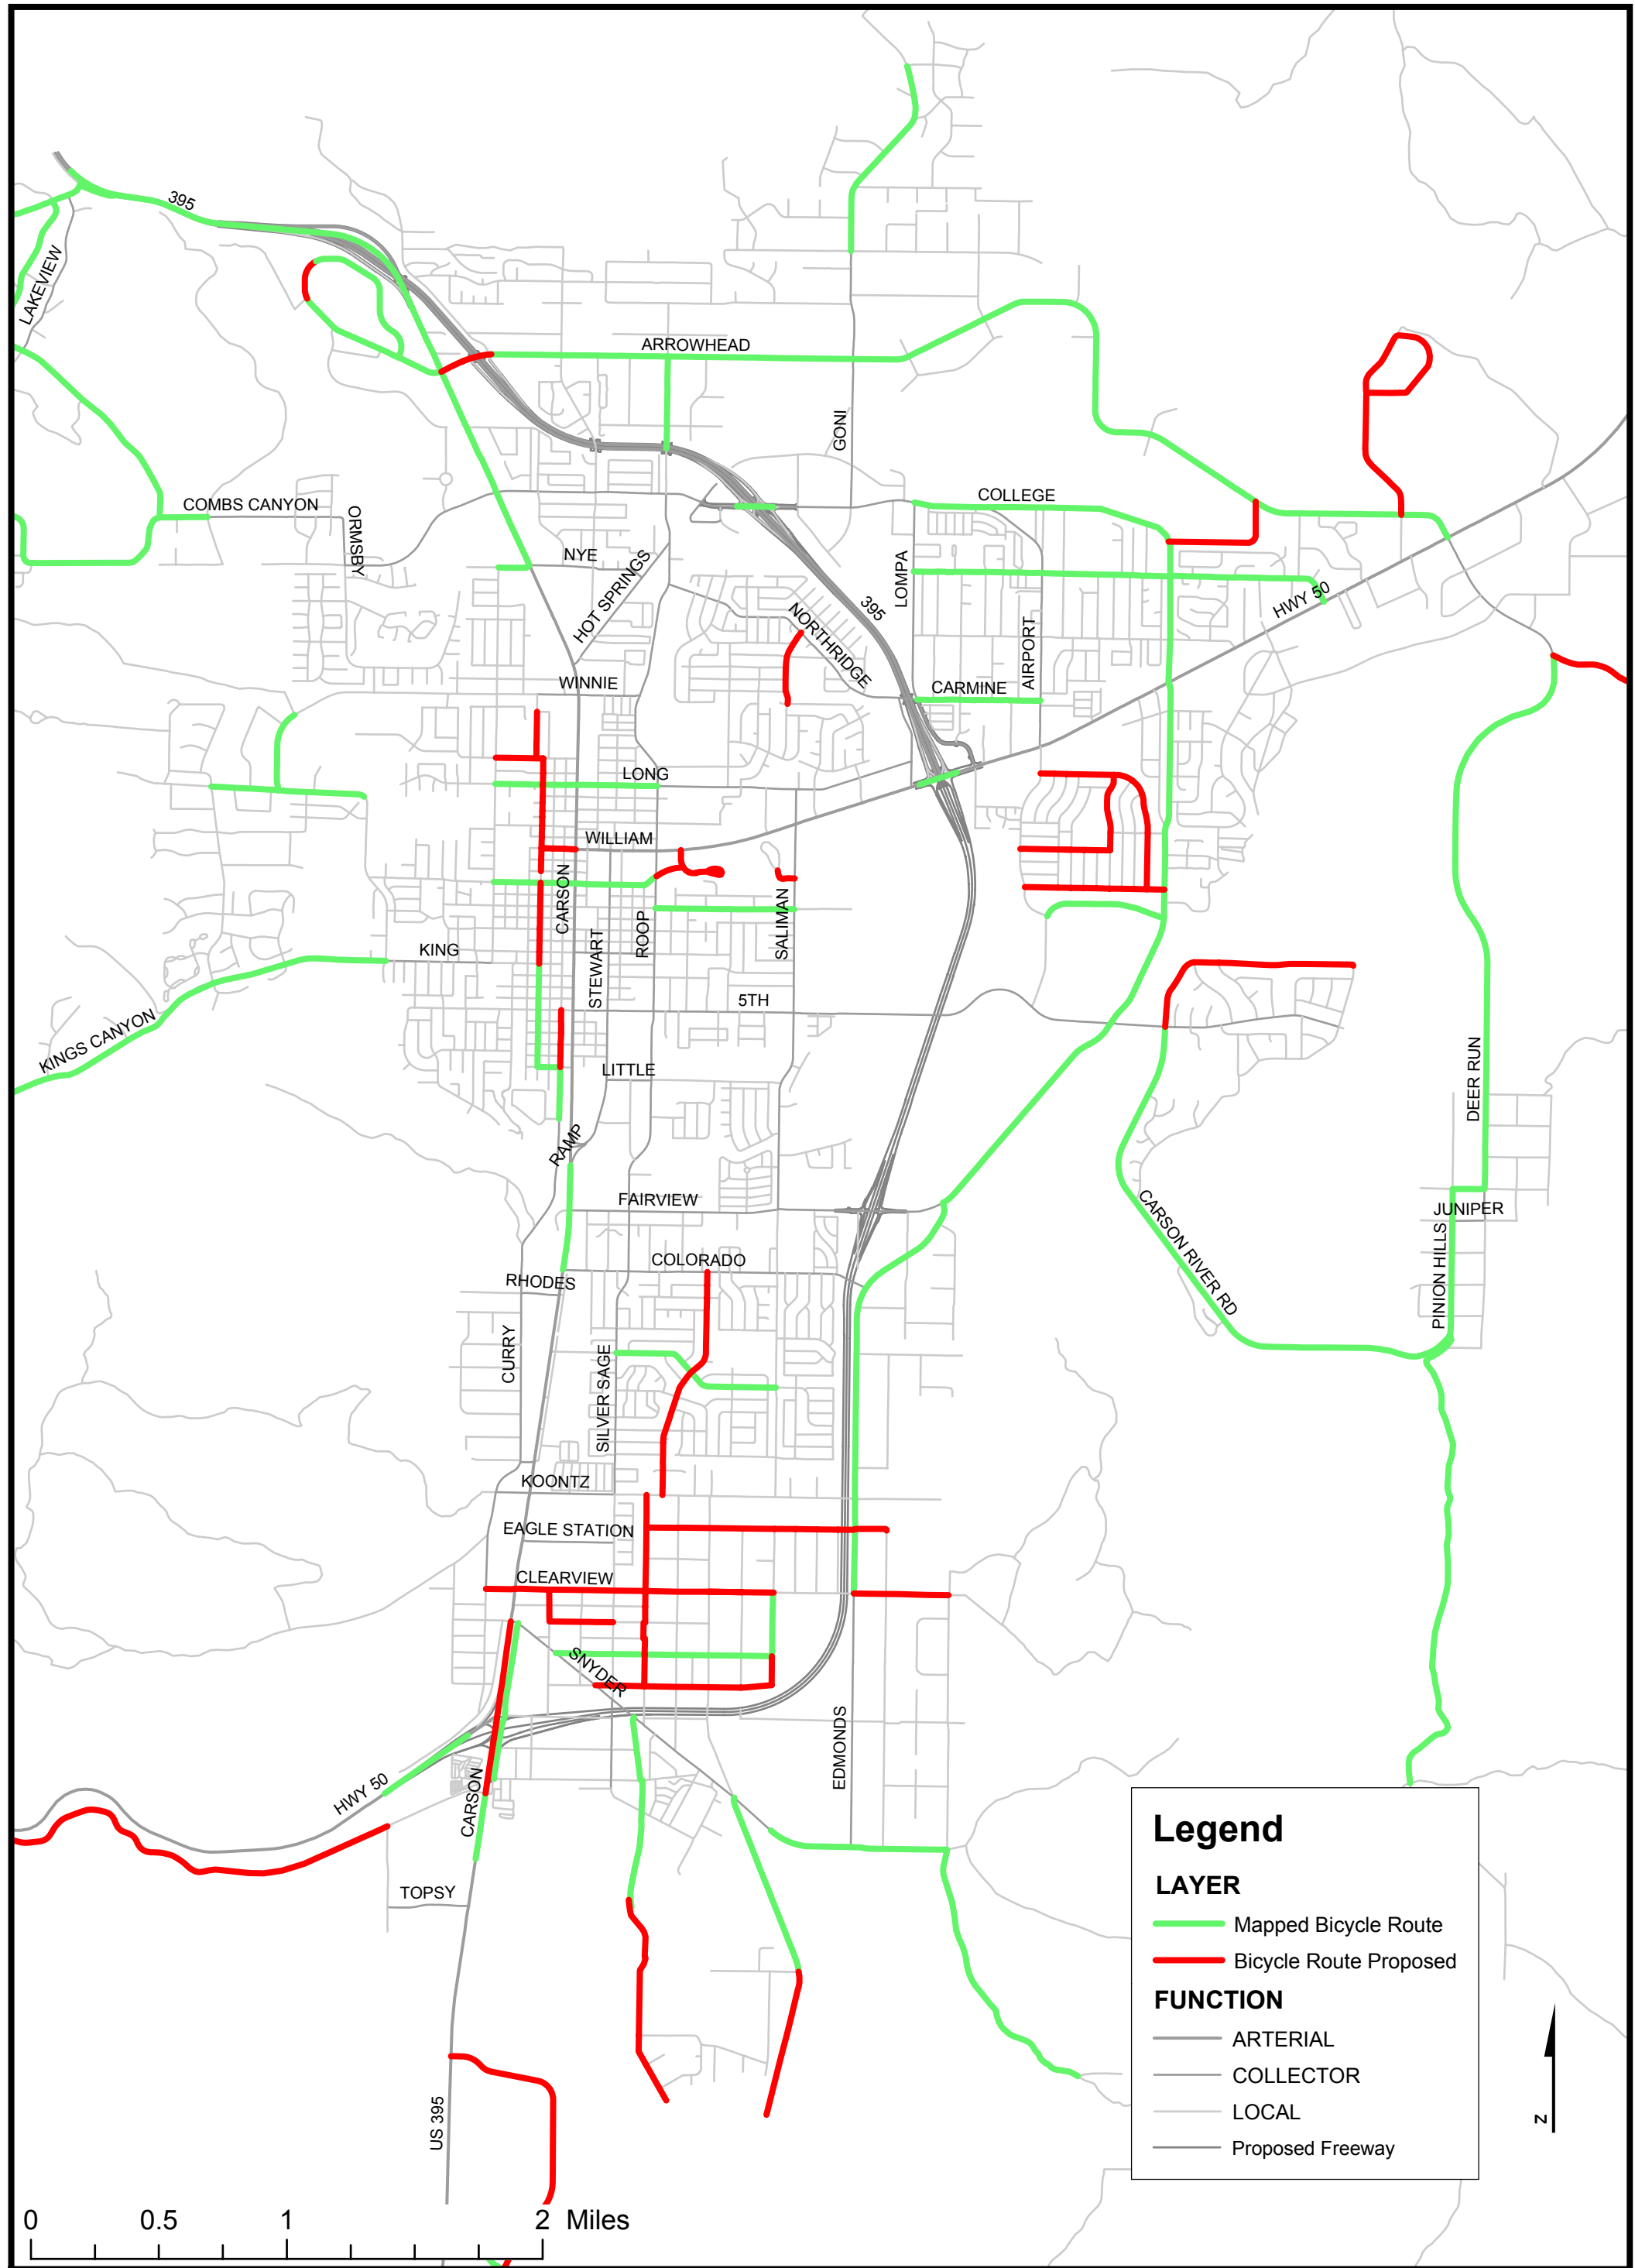 395
LAKEVIEW
ARROWHEAD
GONI
COMBS CANYON
ORMSBY
COLLEGE
NYE
HOT SPRINGS
LOMPA
395
HWY 50
NORTHRIDGE
AIRPORT
WINNIE
CARMINE
LONG
WILLIAM
CARSON
ROOP
SALIMAN
KING
STEWART
5TH
KINGS CANYON
LITTLE
DEER RUN
RAMP
FAIRVIEW
CARSON RIVER RD
JUNIPER
PINION HILLS
COLORADO
RHODES
CURRY
SILVER SAGE
KOONTZ
EAGLE STATION
CLEARVIEW
SNYDER
EDMONDS
HWY 50
CARSON
TOPSY
US 395
Legend
LAYER
Mapped Bicycle Route
Bicycle Route Proposed
FUNCTION
ARTERIAL
COLLECTOR
LOCAL
Proposed Freeway
N
0 0.5 1 2 Miles